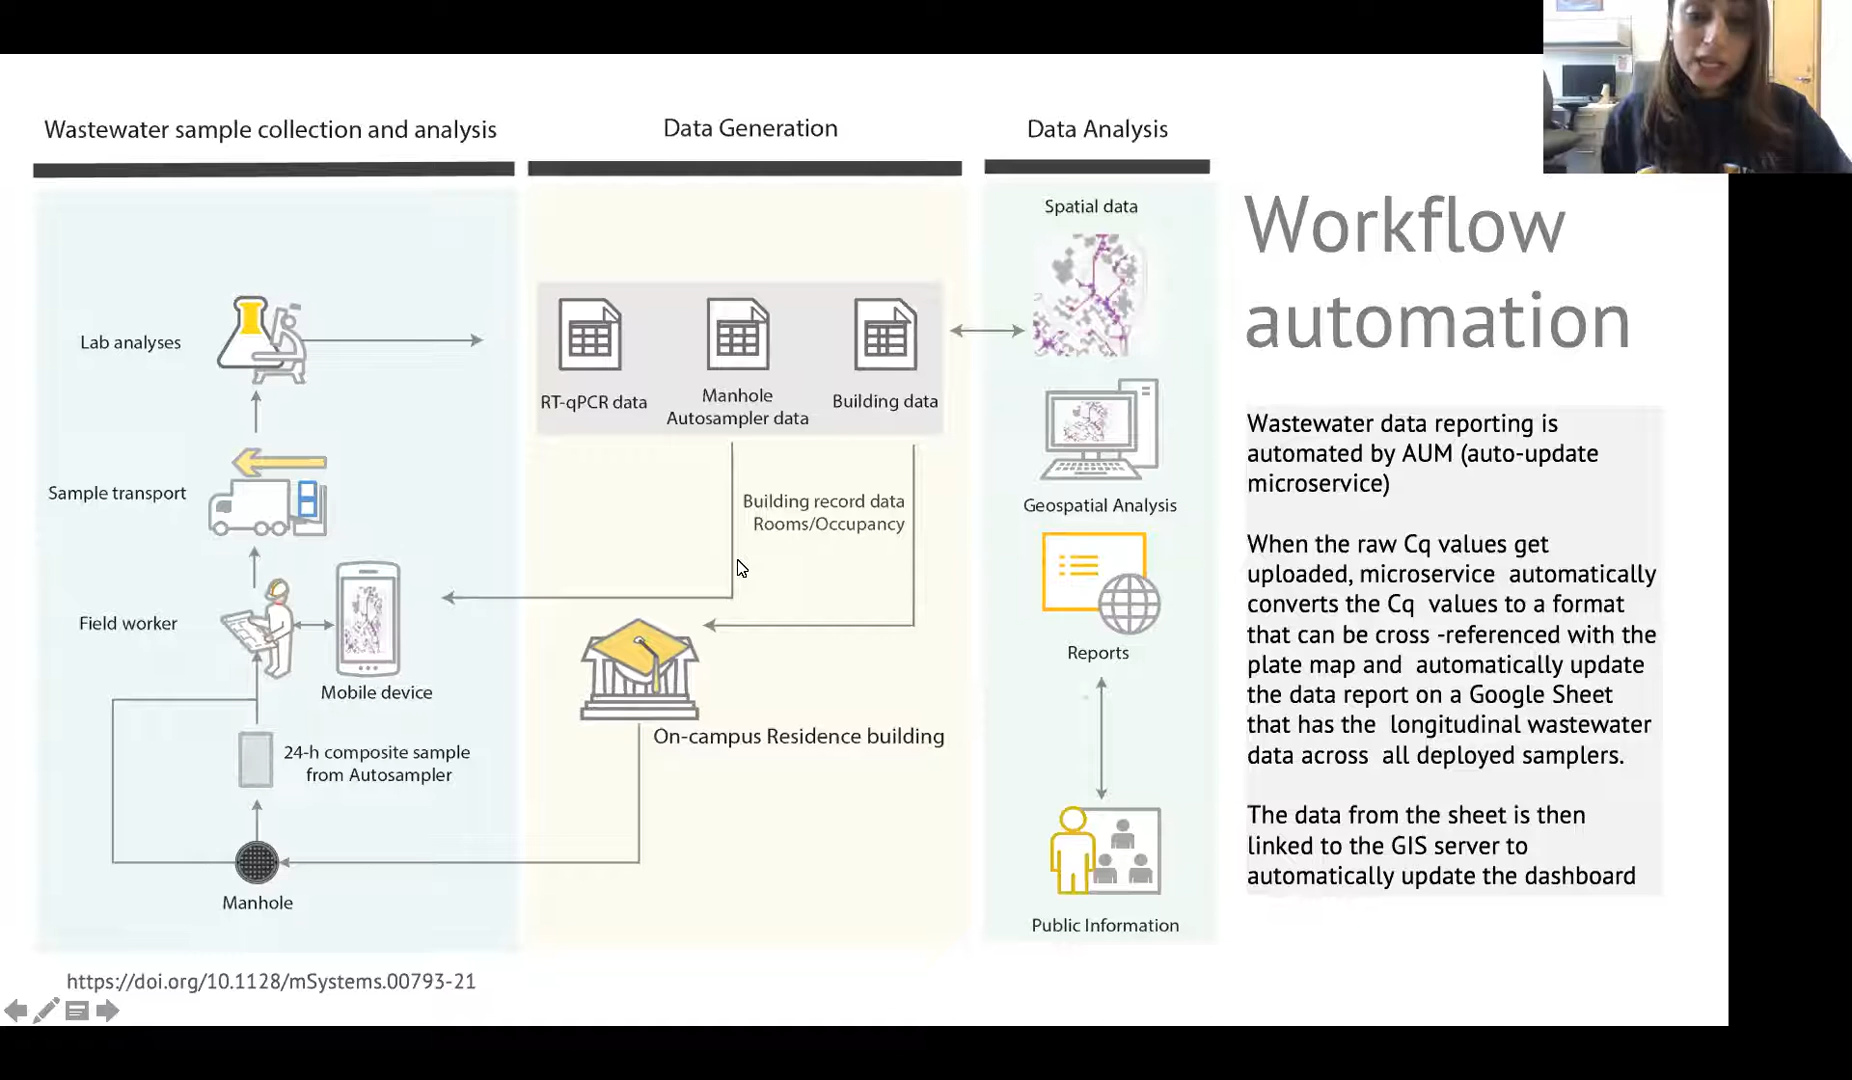 Wastewater sample collection and analysis
Data Generation
Data Analysis
Lab analyses
Sample transport
Field worker
Mobile device
24-h composite sample
from Autosampler
Manhole
RT-qPCR data
Manhole
Autosampler data
Building data
Building record data
Rooms/Occupancy
On-campus Residence building
Spatial data
Geospatial Analysis
Reports
Public Information
Workflow
automation
Wastewater data reporting is
automated by AUM (auto-update
microservice)
When the raw Cq values get
uploaded, microservice automatically
converts the Cq values to a format
that can be cross -referenced with the
plate map and automatically update
the data report on a Google Sheet
that has the longitudinal wastewater
data across all deployed samplers.
The data from the sheet is then
linked to the GIS server to
automatically update the dashboard
https://doi.org/10.1128/mSystems.00793-21